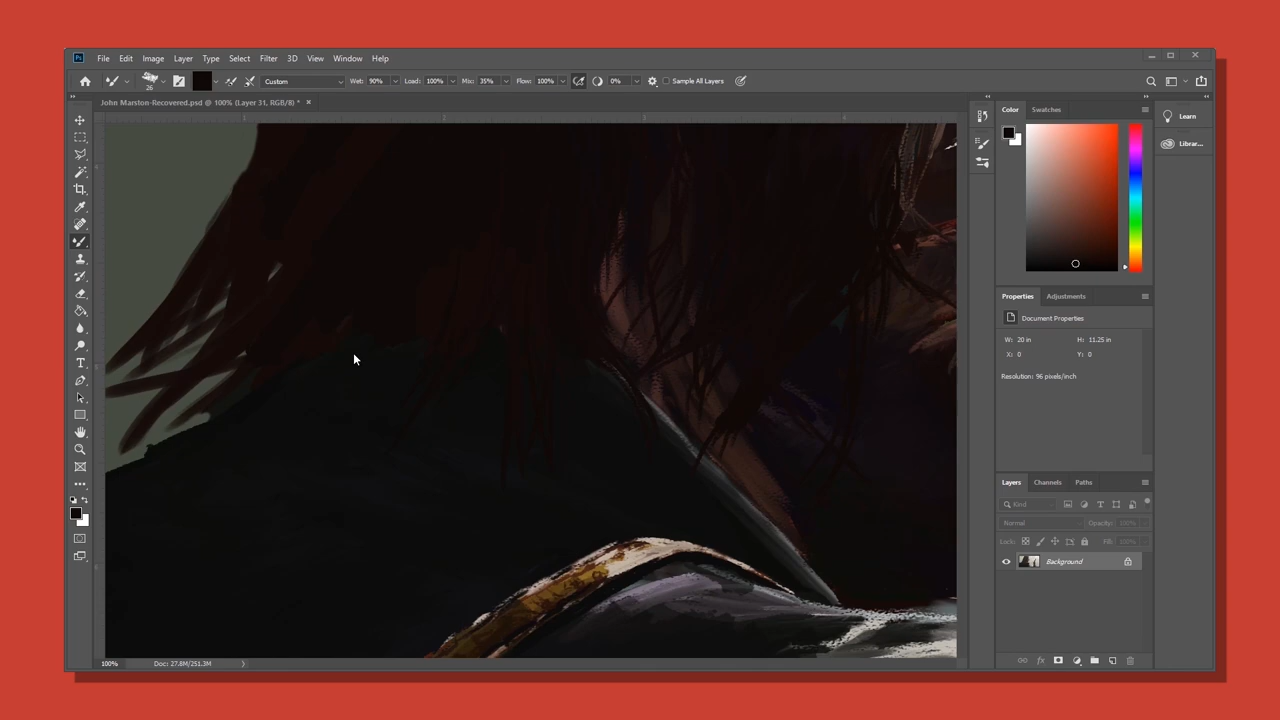 Ps File Edit Image Layer Type Select Filter 3D View Window Help
26 Custom Wet: 90% Load: 100% Mix: 35% Flow: 100% 0% Sample All Layers
John Marston-Recovered.psd @ 100% (Layer 31, RGB/8) * ×
Color Swatches
Learn
Librar...
Properties Adjustments
Document Properties
W: 20 in H: 11.25 in
X: 0 Y: 0
Resolution: 96 pixels/inch
Layers Channels Paths
Kind
Normal Opacity: 100%
Lock: Fill: 100%
Background
100% Doc: 27.8M/251.3M